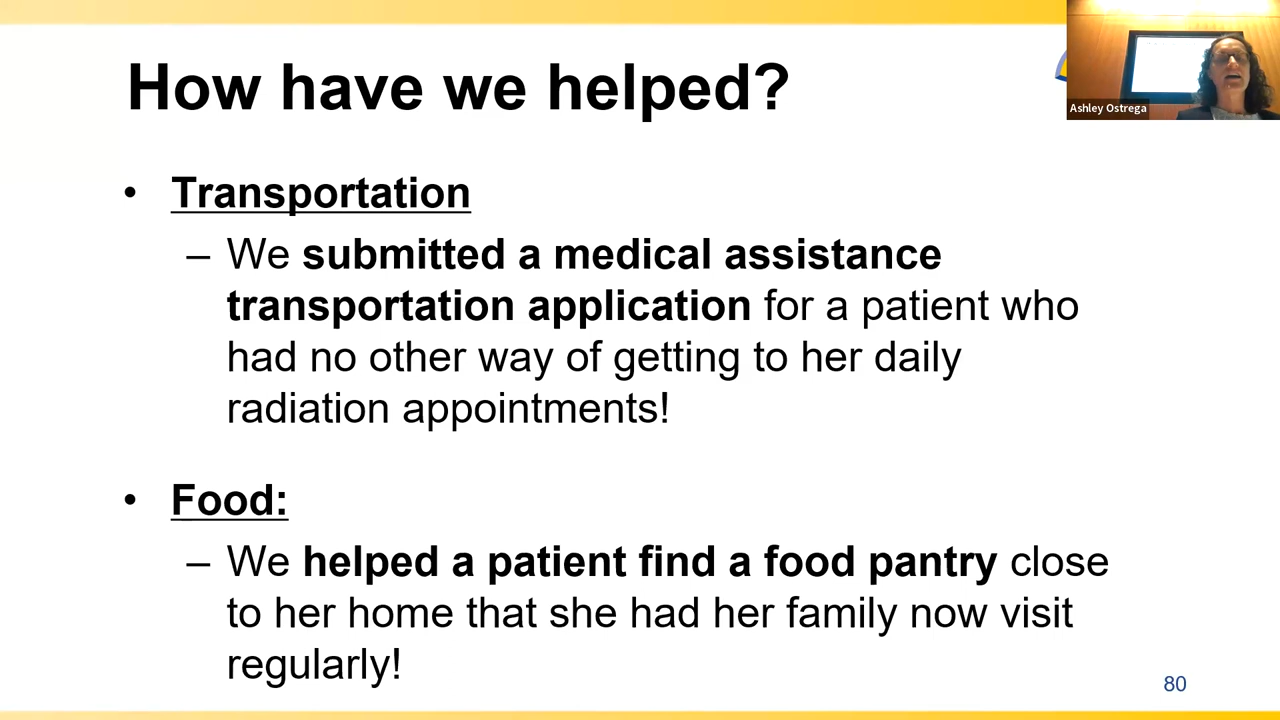 How have we helped?
Ashley Ostrega
• Transportation
– We submitted a medical assistance
transportation application for a patient who
had no other way of getting to her daily
radiation appointments!
• Food:
– We helped a patient find a food pantry close
to her home that she had her family now visit
regularly!
80